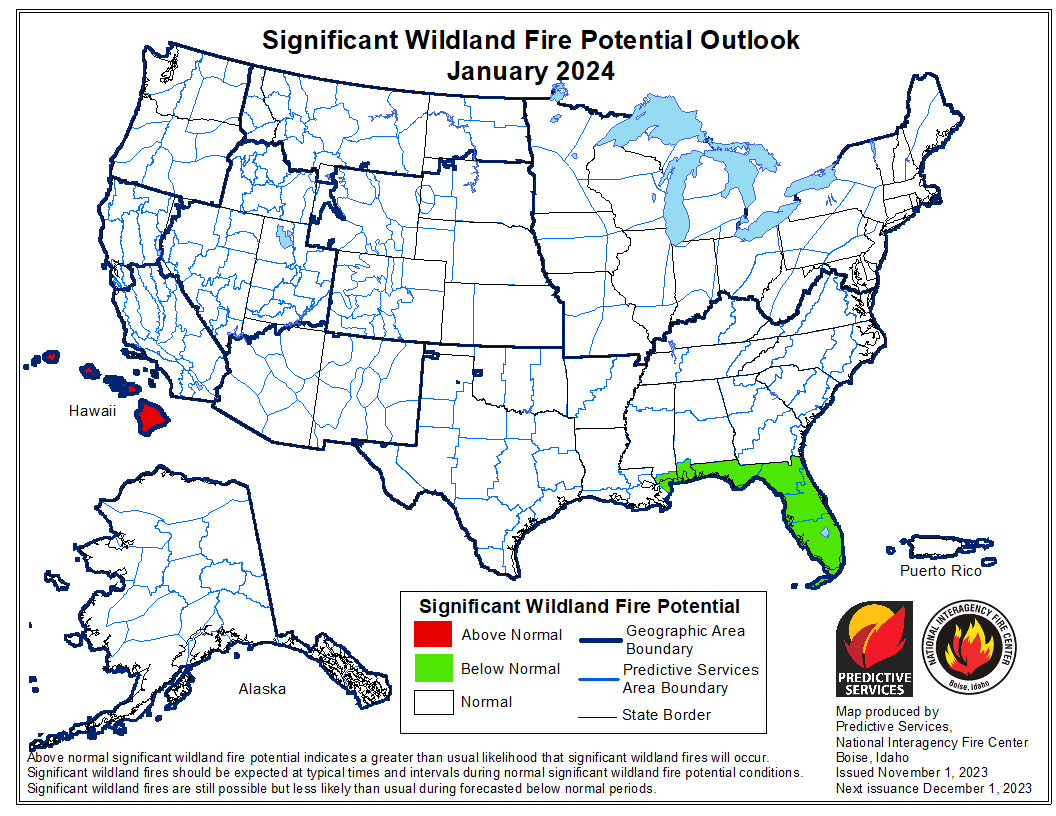 Significant Wildland Fire Potential Outlook
January 2024
Hawaii
Alaska
Puerto Rico
Significant Wildland Fire Potential
Above Normal
Below Normal
Normal
Geographic Area
Boundary
Predictive Services
Area Boundary
State Border
PREDICTIVE
SERVICES
NATIONAL INTERAGENCY FIRE CENTER
Boise, Idaho
Map produced by
Predictive Services,
National Interagency Fire Center
Boise, Idaho
Issued November 1, 2023
Next issuance December 1, 2023
Above normal significant wildland fire potential indicates a greater than usual likelihood that significant wildland fires will occur.
Significant wildland fires should be expected at typical times and intervals during normal significant wildland fire potential conditions.
Significant wildland fires are still possible but less likely than usual during forecasted below normal periods.